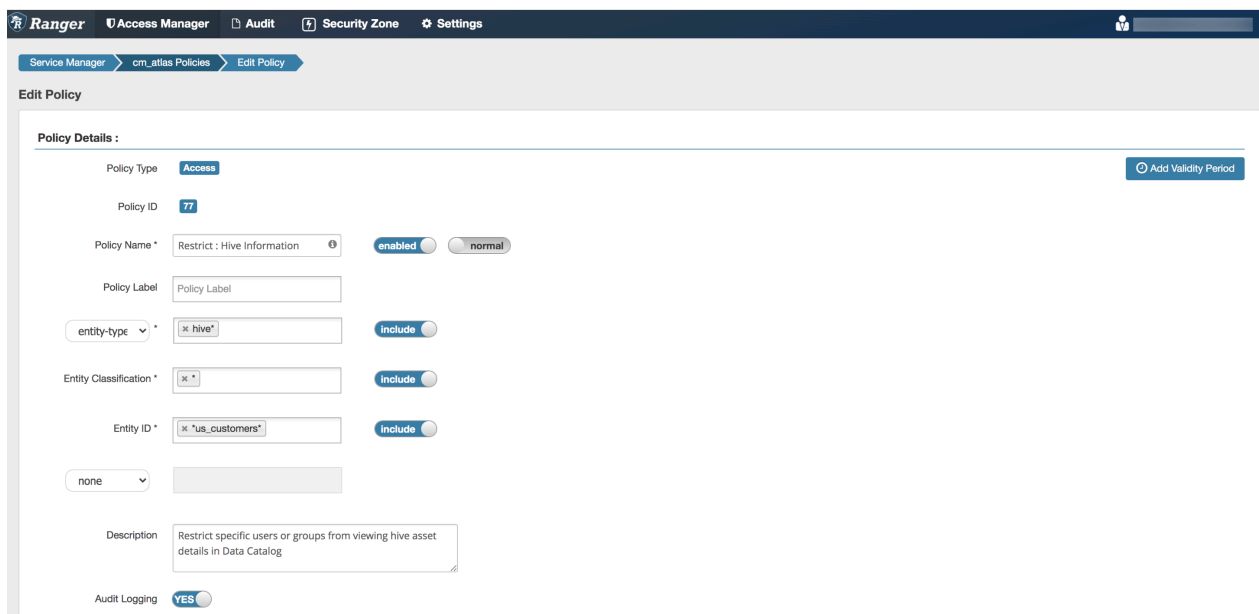 Ranger Access Manager Audit Security Zone Settings
Service Manager cm_atlas Policies Edit Policy
Edit Policy
Policy Details :
Policy Type Access Add Validity Period
Policy ID 77
Policy Name * Restrict : Hive Information enabled normal
Policy Label Policy Label
entity-type * × hive* include
Entity Classification * × * include
Entity ID * × *us_customers* include
none
Description Restrict specific users or groups from viewing hive asset
details in Data Catalog
Audit Logging YES